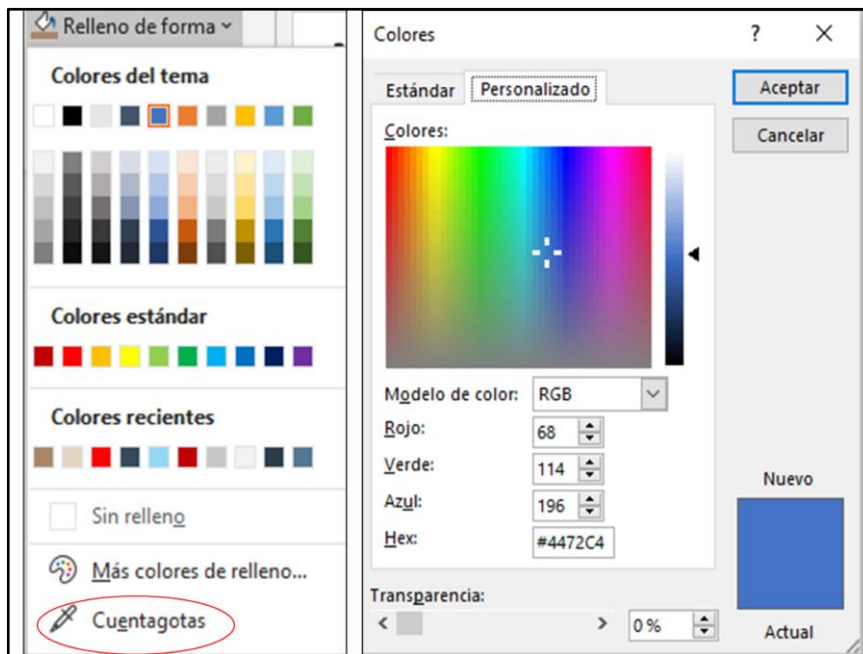 Relleno de forma
Colores del tema
Colores estándar
Colores recientes
Sin relleno
Más colores de relleno...
Cuentagotas
Colores
?
Estándar
Personalizado
Aceptar
Cancelar
Colores:
Modelo de color: RGB
Rojo: 68
Verde: 114
Azul: 196
Hex: #4472C4
Nuevo
Transparencia:
0 %
Actual